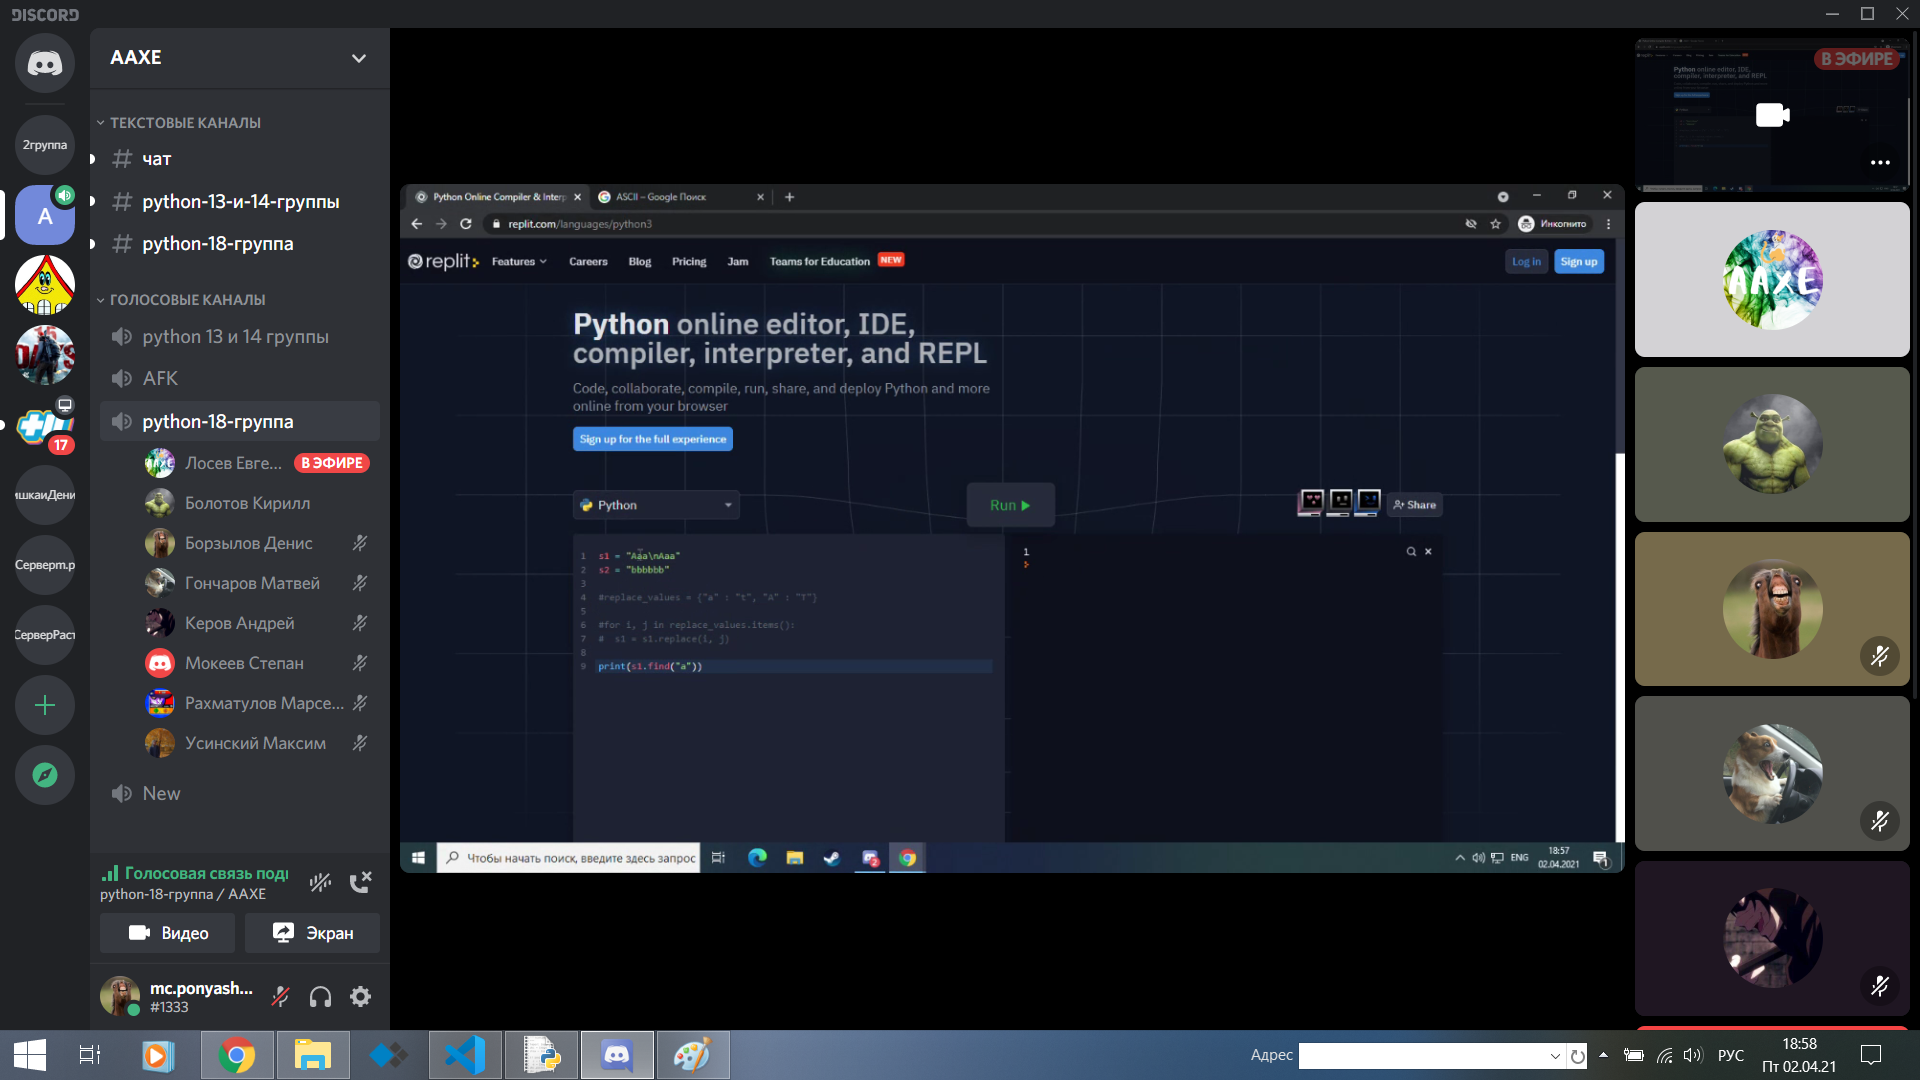 DISCORD
AAXE
ТЕКСТОВЫЕ КАНАЛЫ
чат
python-13-и-14-группы
python-18-группа
ГОЛОСОВЫЕ КАНАЛЫ
python 13 и 14 группы
AFK
python-18-группа
Лосев Евге... В ЭФИРЕ
Болотов Кирилл
Борзылов Денис
Гончаров Матвей
Керов Андрей
Мокеев Степан
Рахматулов Марсе...
Усинский Максим
New
Голосовая связь подк
python-18-группа / AAXE
Видео
Экран
mc.ponyash...
#1333
2группа
A
17
ишкаиДени
Серверm.p
СерверРаст
Python Online Compiler & Interp
ASCII – Google Поиск
replit.com/languages/python3
Инкогнито
replit
Features
Careers
Blog
Pricing
Jam
Teams for Education NEW
Log in
Sign up
Python online editor, IDE,
compiler, interpreter, and REPL
Code, collaborate, compile, run, share, and deploy Python and more
online from your browser
Sign up for the full experience
Python
Run
Share
1 s1 = "Aaa\nAaa"
2 s2 = "bbbbbb"
3
4 #replace_values = {"a" : "t", "A" : "T"}
5
6 #for i, j in replace_values.items():
7 #  s1 = s1.replace(i, j)
8
9 print(s1.find("a"))
1
Чтобы начать поиск, введите здесь запрос
2
ENG
18:57
02.04.2021
1
В ЭФИРЕ
AAXE
Адрес
РУС
18:58
Пт 02.04.21